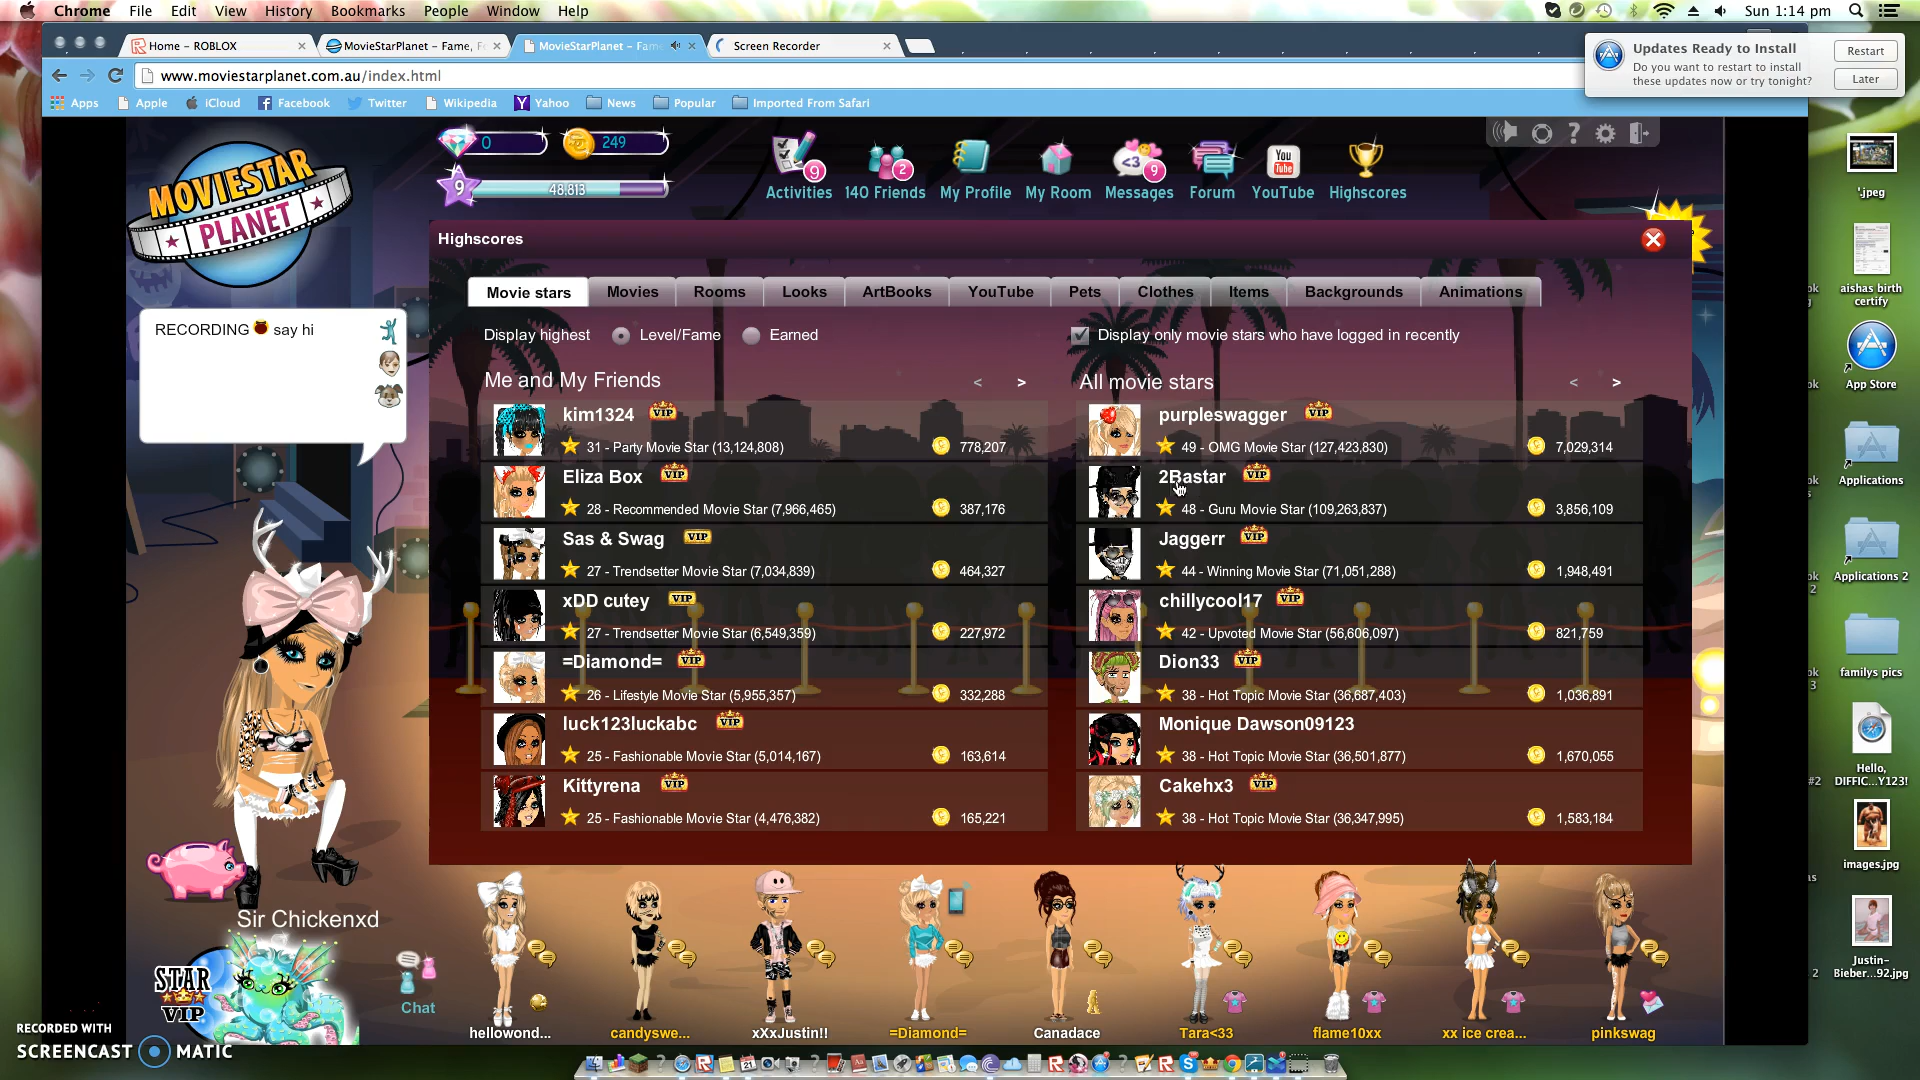 Chrome File Edit View History Bookmarks People Window Help Sun 1:14 pm
Home - ROBLOX
MovieStarPlanet - Fame, F
MovieStarPlanet - Fam
Screen Recorder
Updates Ready to Install
Do you want to restart to install
these updates now or try tonight?
Restart
Later
www.moviestarplanet.com.au/index.html
Apps Apple iCloud Facebook Twitter Wikipedia Yahoo News Popular Imported From Safari
MOVIESTAR
PLANET
0
249
9
48,813
9
2
<3
9
You
Tube
Activities 140 Friends My Profile My Room Messages Forum YouTube Highscores
Highscores
Movie stars Movies Rooms Looks ArtBooks YouTube Pets Clothes Items Backgrounds Animations
Display highest Level/Fame Earned
Display only movie stars who have logged in recently
RECORDING say hi
Me and My Friends < >
kim1324 VIP
31 - Party Movie Star (13,124,808) 778,207
Eliza Box VIP
28 - Recommended Movie Star (7,966,465) 387,176
Sas & Swag VIP
27 - Trendsetter Movie Star (7,034,839) 464,327
xDD cutey VIP
27 - Trendsetter Movie Star (6,549,359) 227,972
=Diamond= VIP
26 - Lifestyle Movie Star (5,955,357) 332,288
luck123luckabc VIP
25 - Fashionable Movie Star (5,014,167) 163,614
Kittyrena VIP
25 - Fashionable Movie Star (4,476,382) 165,221
All movie stars < >
purpleswagger VIP
49 - OMG Movie Star (127,423,830) 7,029,314
2Bastar VIP
48 - Guru Movie Star (109,263,837) 3,856,109
Jaggerr VIP
44 - Winning Movie Star (71,051,288) 1,948,491
chillycool17 VIP
42 - Upvoted Movie Star (56,606,097) 821,759
Dion33 VIP
38 - Hot Topic Movie Star (36,687,403) 1,036,891
Monique Dawson09123
38 - Hot Topic Movie Star (36,501,877) 1,670,055
Cakehx3 VIP
38 - Hot Topic Movie Star (36,347,995) 1,583,184
Sir Chickenxd
STAR
VIP
Chat
hellowond... candyswe... xXxJustin!! =Diamond= Canadace Tara<33 flame10xx xx ice crea... pinkswag
RECORDED WITH
SCREENCAST MATIC
'.jpeg
aishas birth
certify
App Store
Applications
Applications 2
familys pics
Hello,
DIFFIC...Y123!
images.jpg
Justin-
Bieber...92.jpg